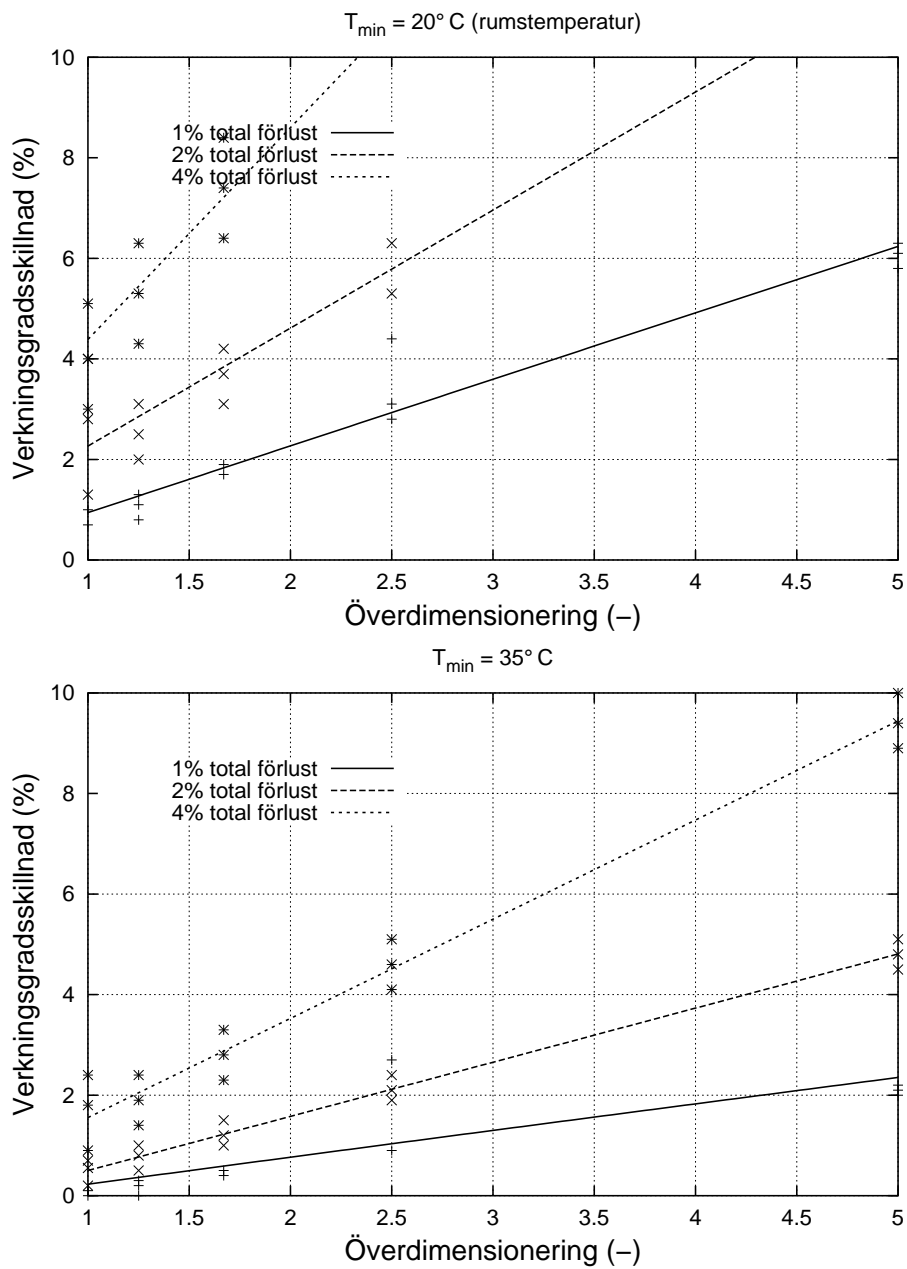 T_min = 20° C (rumstemperatur)
10
8
6
4
2
0
Verkningsgradsskillnad (%)
1% total förlust
2% total förlust
4% total förlust
1 1.5 2 2.5 3 3.5 4 4.5 5
Överdimensionering (–)
T_min = 35° C
10
8
6
4
2
0
Verkningsgradsskillnad (%)
1% total förlust
2% total förlust
4% total förlust
1 1.5 2 2.5 3 3.5 4 4.5 5
Överdimensionering (–)